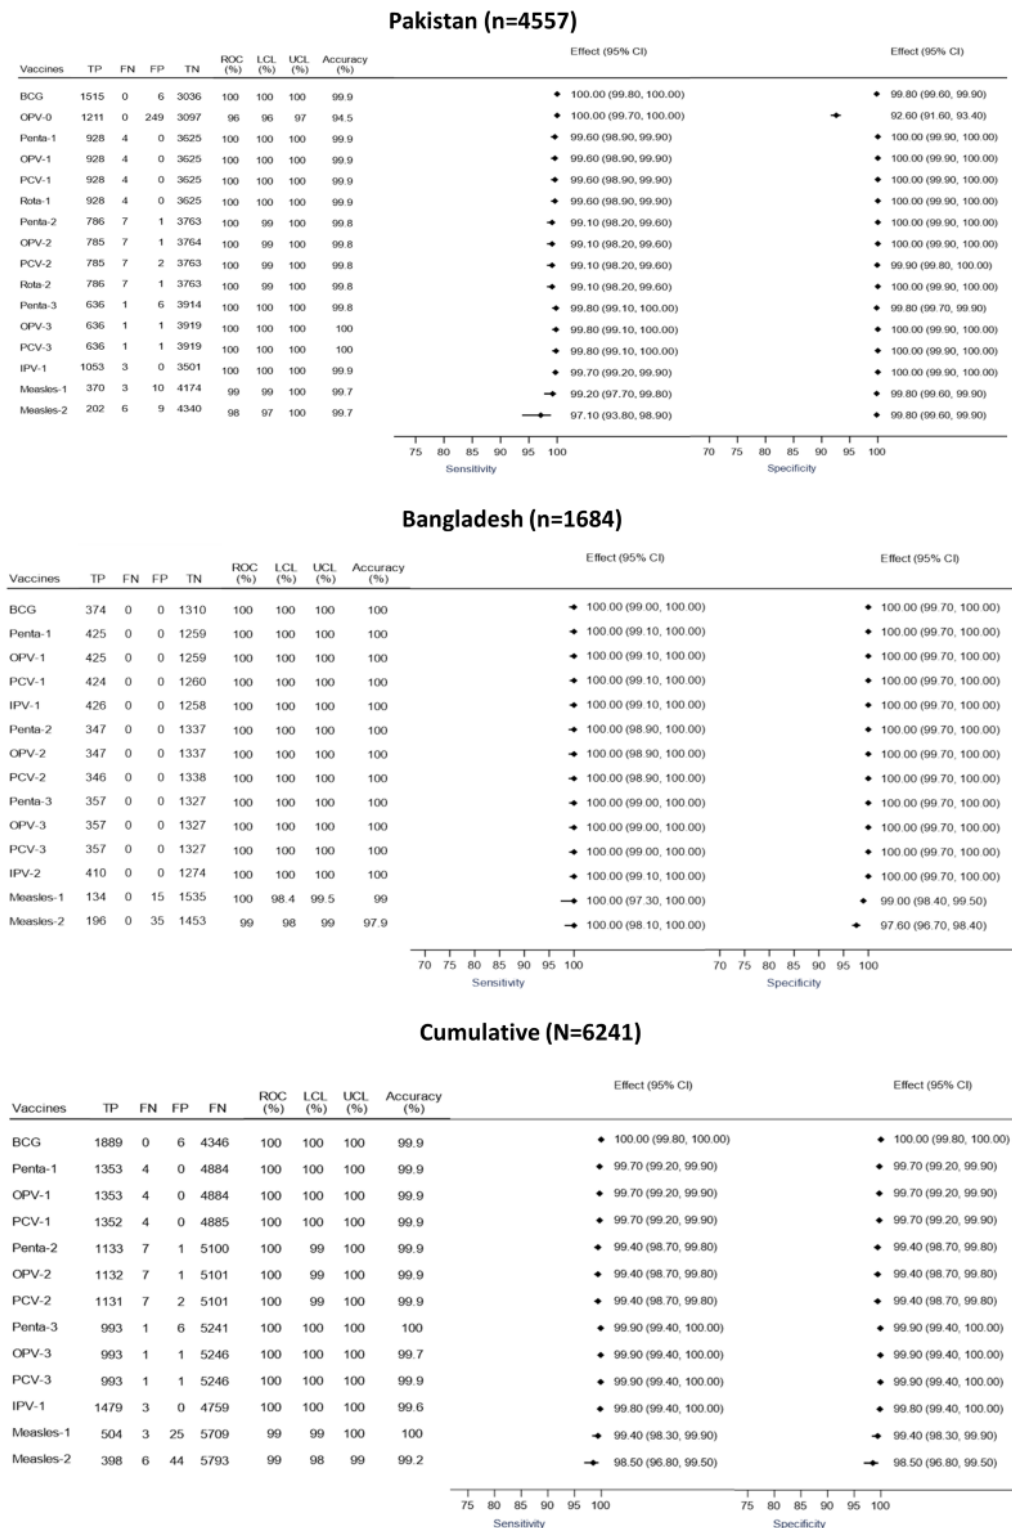 Pakistan (n=4557)
Effect (95% CI) Effect (95% CI)
Vaccines TP FN FP TN ROC (%) LCL (%) UCL (%) Accuracy (%)
BCG 1515 0 6 3036 100 100 100 99.9 100.00 (99.80, 100.00) 99.80 (99.60, 99.90)
OPV-0 1211 0 249 3097 96 96 97 94.5 100.00 (99.70, 100.00) 92.60 (91.60, 93.40)
Penta-1 928 4 0 3625 100 100 100 99.9 99.60 (98.90, 99.90) 100.00 (99.90, 100.00)
OPV-1 928 4 0 3625 100 100 100 99.9 99.60 (98.90, 99.90) 100.00 (99.90, 100.00)
PCV-1 928 4 0 3625 100 100 100 99.9 99.60 (98.90, 99.90) 100.00 (99.90, 100.00)
Rota-1 928 4 0 3625 100 100 100 99.9 99.60 (98.90, 99.90) 100.00 (99.90, 100.00)
Penta-2 786 7 1 3763 100 99 100 99.8 99.10 (98.20, 99.60) 100.00 (99.90, 100.00)
OPV-2 785 7 1 3764 100 99 100 99.8 99.10 (98.20, 99.60) 100.00 (99.90, 100.00)
PCV-2 785 7 2 3763 100 99 100 99.8 99.10 (98.20, 99.60) 99.90 (99.80, 100.00)
Rota-2 786 7 1 3763 100 99 100 99.8 99.10 (98.20, 99.60) 100.00 (99.90, 100.00)
Penta-3 636 1 6 3914 100 100 100 99.8 99.80 (99.10, 100.00) 99.80 (99.70, 99.90)
OPV-3 636 1 1 3919 100 100 100 100 99.80 (99.10, 100.00) 100.00 (99.90, 100.00)
PCV-3 636 1 1 3919 100 100 100 100 99.80 (99.10, 100.00) 100.00 (99.90, 100.00)
IPV-1 1053 3 0 3501 100 100 100 99.9 99.70 (99.20, 99.90) 100.00 (99.90, 100.00)
Measles-1 370 3 10 4174 99 99 100 99.7 99.20 (97.70, 99.80) 99.80 (99.60, 99.90)
Measles-2 202 6 9 4340 98 97 100 99.7 97.10 (93.80, 98.90) 99.80 (99.60, 99.90)
75 80 85 90 95 100 70 75 80 85 90 95 100
Sensitivity Specificity
Bangladesh (n=1684)
Effect (95% CI) Effect (95% CI)
Vaccines TP FN FP TN ROC (%) LCL (%) UCL (%) Accuracy (%)
BCG 374 0 0 1310 100 100 100 100 100.00 (99.00, 100.00) 100.00 (99.70, 100.00)
Penta-1 425 0 0 1259 100 100 100 100 100.00 (99.10, 100.00) 100.00 (99.70, 100.00)
OPV-1 425 0 0 1259 100 100 100 100 100.00 (99.10, 100.00) 100.00 (99.70, 100.00)
PCV-1 424 0 0 1260 100 100 100 100 100.00 (99.10, 100.00) 100.00 (99.70, 100.00)
IPV-1 426 0 0 1258 100 100 100 100 100.00 (99.10, 100.00) 100.00 (99.70, 100.00)
Penta-2 347 0 0 1337 100 100 100 100 100.00 (98.90, 100.00) 100.00 (99.70, 100.00)
OPV-2 347 0 0 1337 100 100 100 100 100.00 (98.90, 100.00) 100.00 (99.70, 100.00)
PCV-2 346 0 0 1338 100 100 100 100 100.00 (98.90, 100.00) 100.00 (99.70, 100.00)
Penta-3 357 0 0 1327 100 100 100 100 100.00 (99.00, 100.00) 100.00 (99.70, 100.00)
OPV-3 357 0 0 1327 100 100 100 100 100.00 (99.00, 100.00) 100.00 (99.70, 100.00)
PCV-3 357 0 0 1327 100 100 100 100 100.00 (99.00, 100.00) 100.00 (99.70, 100.00)
IPV-2 410 0 0 1274 100 100 100 100 100.00 (99.10, 100.00) 100.00 (99.70, 100.00)
Measles-1 134 0 15 1535 100 98.4 99.5 99 100.00 (97.30, 100.00) 99.00 (98.40, 99.50)
Measles-2 196 0 35 1453 99 98 99 97.9 100.00 (98.10, 100.00) 97.60 (96.70, 98.40)
70 75 80 85 90 95 100 70 75 80 85 90 95 100
Sensitivity Specificity
Cumulative (N=6241)
Effect (95% CI) Effect (95% CI)
Vaccines TP FN FP FN ROC (%) LCL (%) UCL (%) Accuracy (%)
BCG 1889 0 6 4346 100 100 100 99.9 100.00 (99.80, 100.00) 100.00 (99.80, 100.00)
Penta-1 1353 4 0 4884 100 100 100 99.9 99.70 (99.20, 99.90) 99.70 (99.20, 99.90)
OPV-1 1353 4 0 4884 100 100 100 99.9 99.70 (99.20, 99.90) 99.70 (99.20, 99.90)
PCV-1 1352 4 0 4885 100 100 100 99.9 99.70 (99.20, 99.90) 99.70 (99.20, 99.90)
Penta-2 1133 7 1 5100 100 99 100 99.9 99.40 (98.70, 99.80) 99.40 (98.70, 99.80)
OPV-2 1132 7 1 5101 100 99 100 99.9 99.40 (98.70, 99.80) 99.40 (98.70, 99.80)
PCV-2 1131 7 2 5101 100 99 100 99.9 99.40 (98.70, 99.80) 99.40 (98.70, 99.80)
Penta-3 993 1 6 5241 100 100 100 100 99.90 (99.40, 100.00) 99.90 (99.40, 100.00)
OPV-3 993 1 1 5246 100 100 100 99.7 99.90 (99.40, 100.00) 99.90 (99.40, 100.00)
PCV-3 993 1 1 5246 100 100 100 99.9 99.90 (99.40, 100.00) 99.90 (99.40, 100.00)
IPV-1 1479 3 0 4759 100 100 100 99.6 99.80 (99.40, 100.00) 99.80 (99.40, 100.00)
Measles-1 504 3 25 5709 99 99 100 100 99.40 (98.30, 99.90) 99.40 (98.30, 99.90)
Measles-2 398 6 44 5793 99 98 99 99.2 98.50 (96.80, 99.50) 98.50 (96.80, 99.50)
75 80 85 90 95 100 75 80 85 90 95 100
Sensitivity Specificity